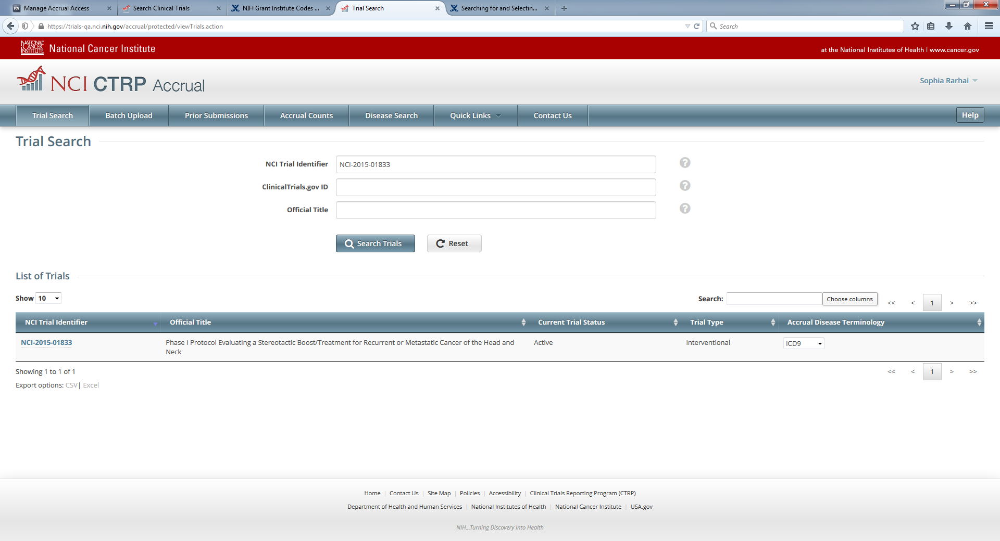 PA Manage Accrual Access
Search Clinical Trials
NIH Grant Institute Codes ...
Trial Search
Searching for and Selectin...
https://trials-qa.nci.nih.gov/accrual/protected/viewTrials.action
Search
NATIONAL CANCER INSTITUTE
National Cancer Institute
at the National Institutes of Health | www.cancer.gov
NCI CTRP Accrual
Sophia Rarhai
Trial Search
Batch Upload
Prior Submissions
Accrual Counts
Disease Search
Quick Links
Contact Us
Help
Trial Search
NCI Trial Identifier
NCI-2015-01833
?
ClinicalTrials.gov ID
?
Official Title
?
Search Trials
Reset
List of Trials
Show 10
Search:
Choose columns
<< < 1 > >>
NCI Trial Identifier
Official Title
Current Trial Status
Trial Type
Accrual Disease Terminology
NCI-2015-01833
Phase I Protocol Evaluating a Stereotactic Boost/Treatment for Recurrent or Metastatic Cancer of the Head and
Neck
Active
Interventional
ICD9
Showing 1 to 1 of 1
<< < 1 > >>
Export options: CSV| Excel
Home | Contact Us | Site Map | Policies | Accessibility | Clinical Trials Reporting Program (CTRP)
Department of Health and Human Services | National Institutes of Health | National Cancer Institute | USA.gov
NIH...Turning Discovery Into Health